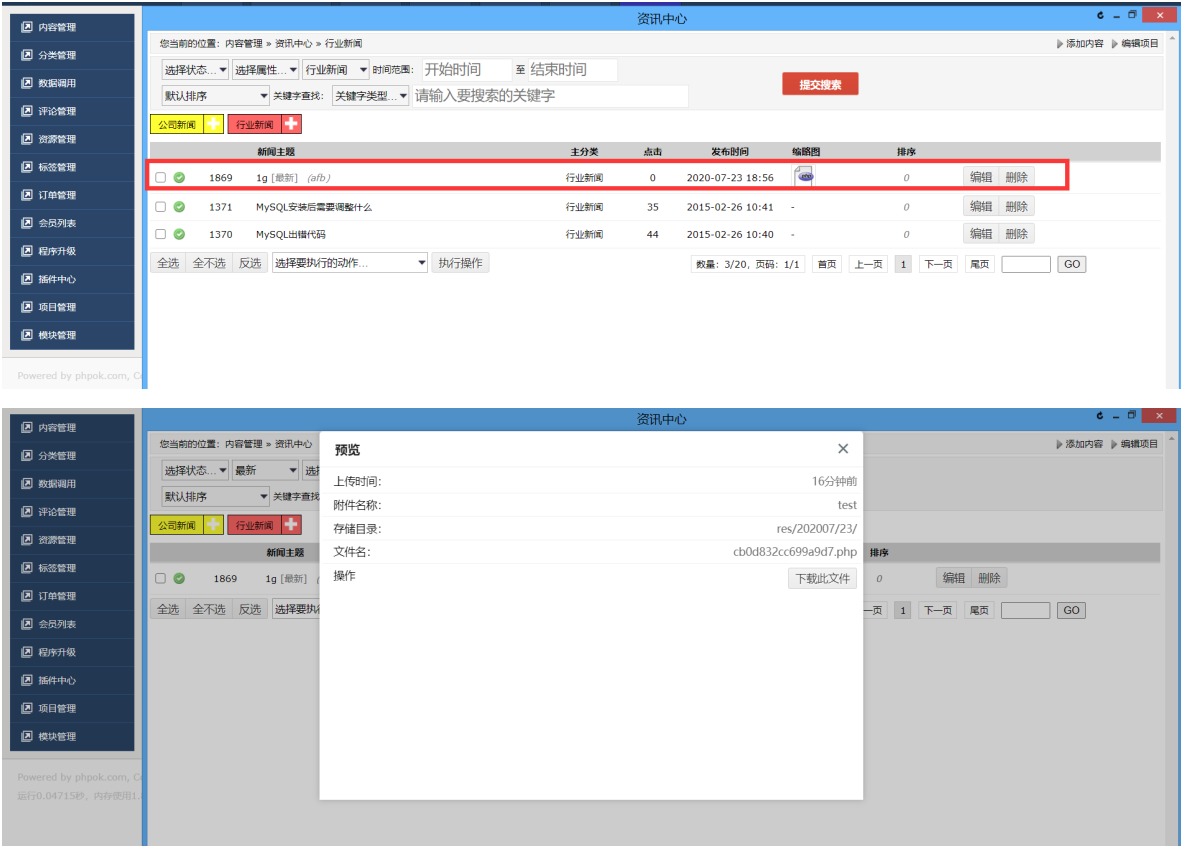 资讯中心
内容管理
分类管理
数据调用
评论管理
资源管理
标签管理
订单管理
会员列表
程序升级
插件中心
项目管理
模块管理
Powered by phpok.com, C
您当前的位置：内容管理 » 资讯中心 » 行业新闻
添加内容 编辑项目
选择状态... 选择属性... 行业新闻 时间范围: 开始时间 至 结束时间
默认排序 关键字查找: 关键字类型... 请输入要搜索的关键字
提交搜索
公司新闻 行业新闻
新闻主题 主分类 点击 发布时间 缩略图 排序
1869 1g [最新] (afb) 行业新闻 0 2020-07-23 18:56 0 编辑 删除
1371 MySQL安装后需要调整什么 行业新闻 35 2015-02-26 10:41 - 0 编辑 删除
1370 MySQL出错代码 行业新闻 44 2015-02-26 10:40 - 0 编辑 删除
全选 全不选 反选 选择要执行的动作... 执行操作 数量：3/20，页码：1/1 首页 上一页 1 下一页 尾页 GO
资讯中心
内容管理
分类管理
数据调用
评论管理
资源管理
标签管理
订单管理
会员列表
程序升级
插件中心
项目管理
模块管理
Powered by phpok.com, C
运行0.04715秒，内存使用1.
您当前的位置：内容管理 » 资讯中心
添加内容 编辑项目
选择状态... 最新 选
默认排序 关键字查找
公司新闻 行业新闻
新闻主题 排序
1869 1g [最新] ( 0 编辑 删除
全选 全不选 反选 选择要执 一页 1 下一页 尾页 GO
预览
上传时间: 16分钟前
附件名称: test
存储目录: res/202007/23/
文件名: cb0d832cc699a9d7.php
操作 下载此文件